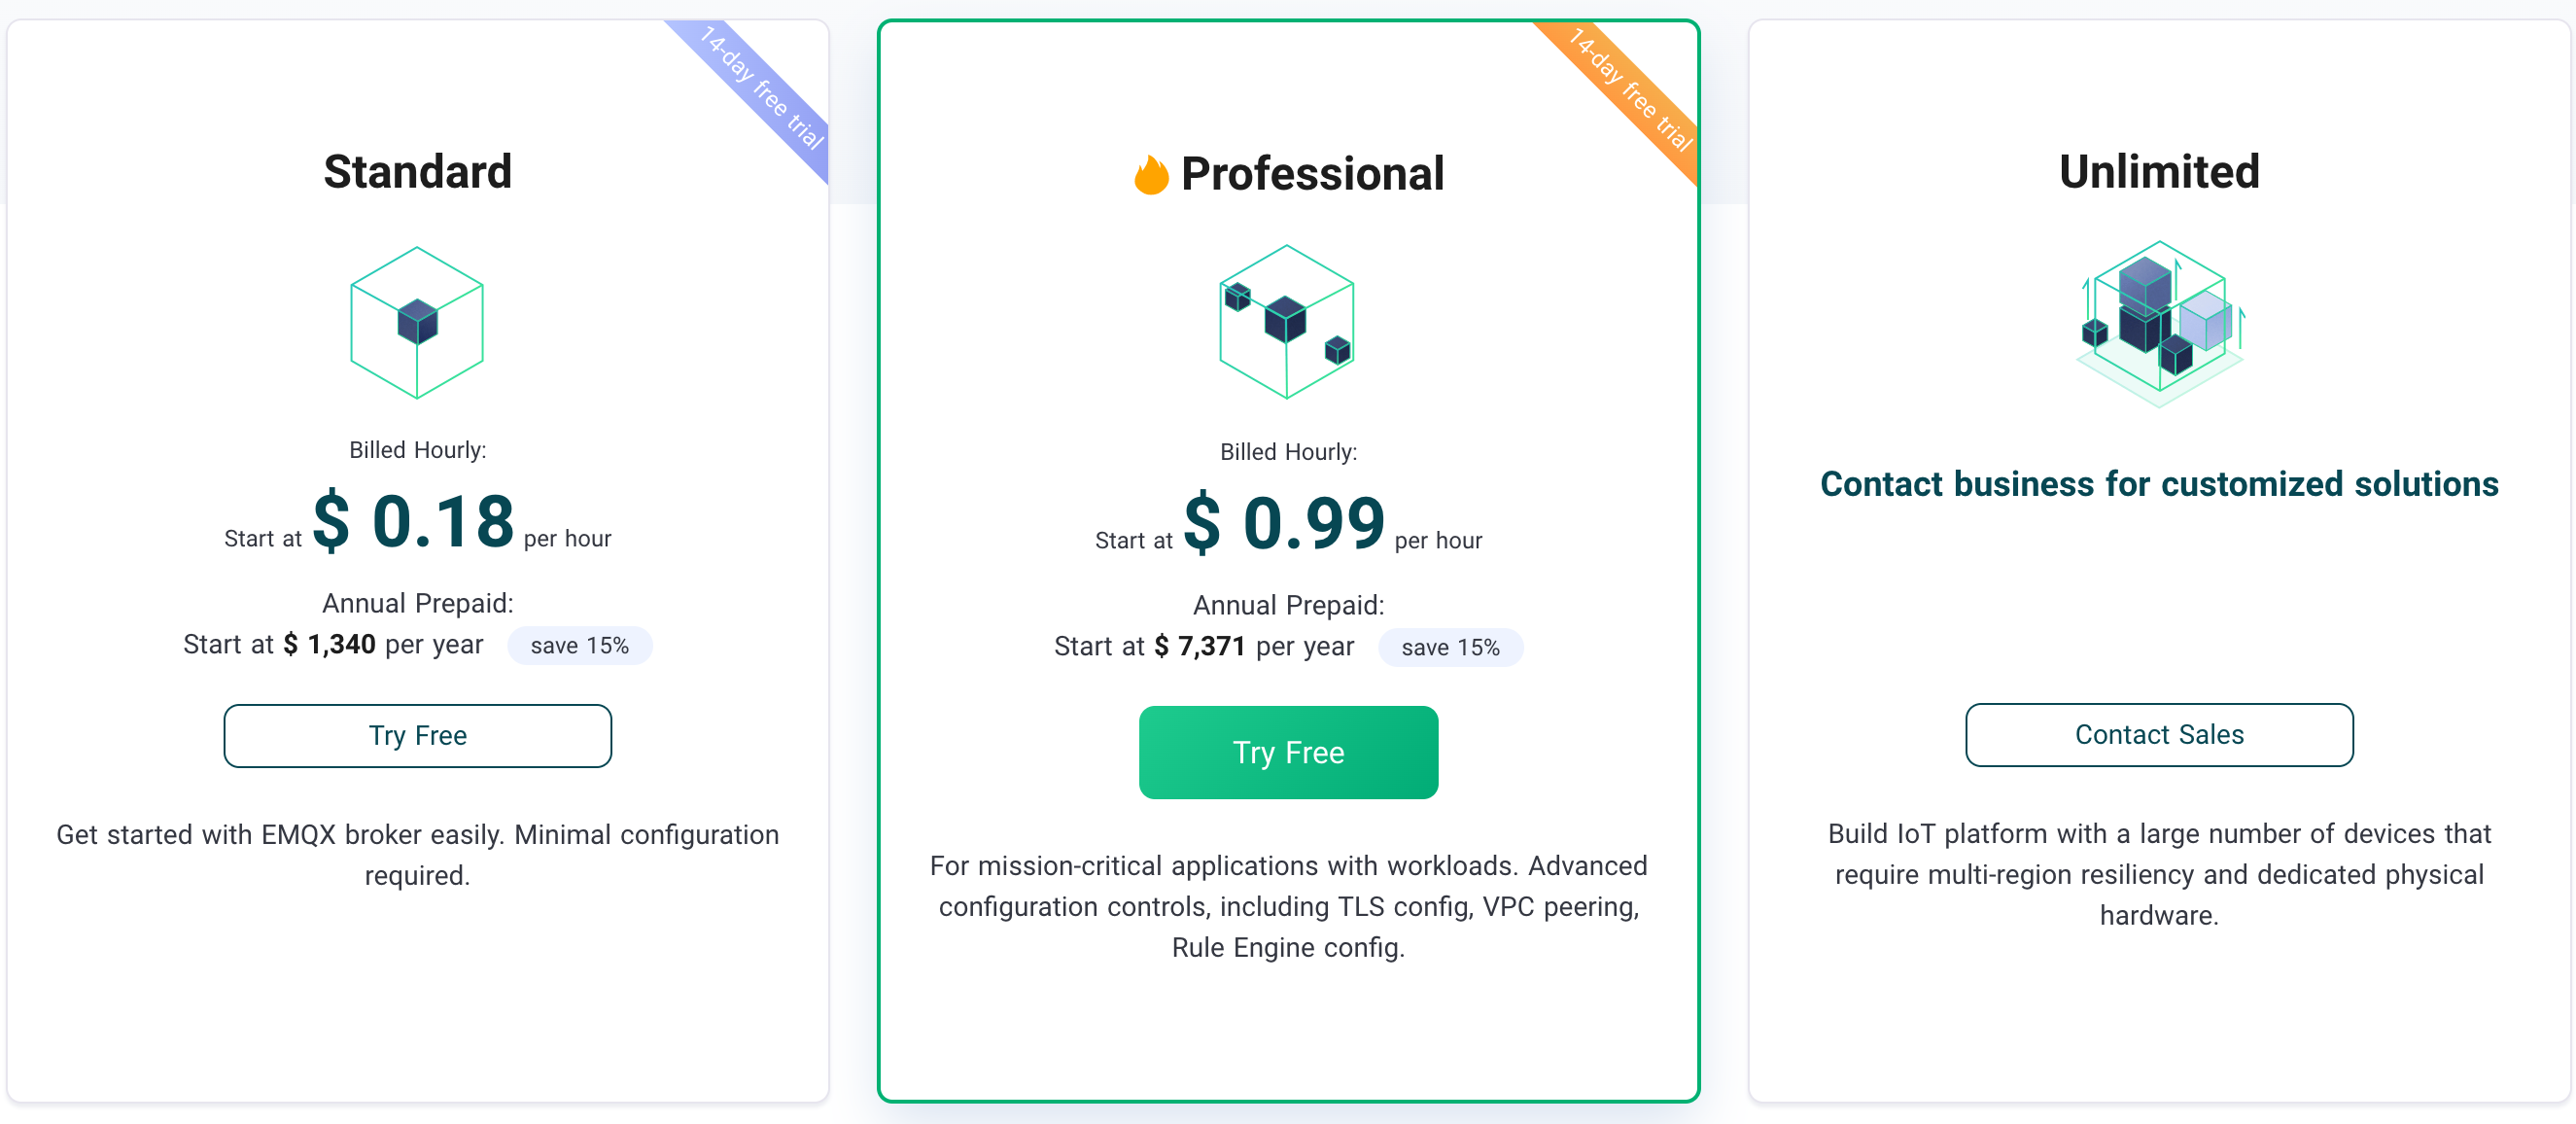 14-day free trial
Standard
Billed Hourly:
Start at $ 0.18 per hour
Annual Prepaid:
Start at $ 1,340 per year save 15%
Try Free
Get started with EMQX broker easily. Minimal configuration
required.
14-day free trial
Professional
Billed Hourly:
Start at $ 0.99 per hour
Annual Prepaid:
Start at $ 7,371 per year save 15%
Try Free
For mission-critical applications with workloads. Advanced
configuration controls, including TLS config, VPC peering,
Rule Engine config.
Unlimited
Contact business for customized solutions
Contact Sales
Build IoT platform with a large number of devices that
require multi-region resiliency and dedicated physical
hardware.